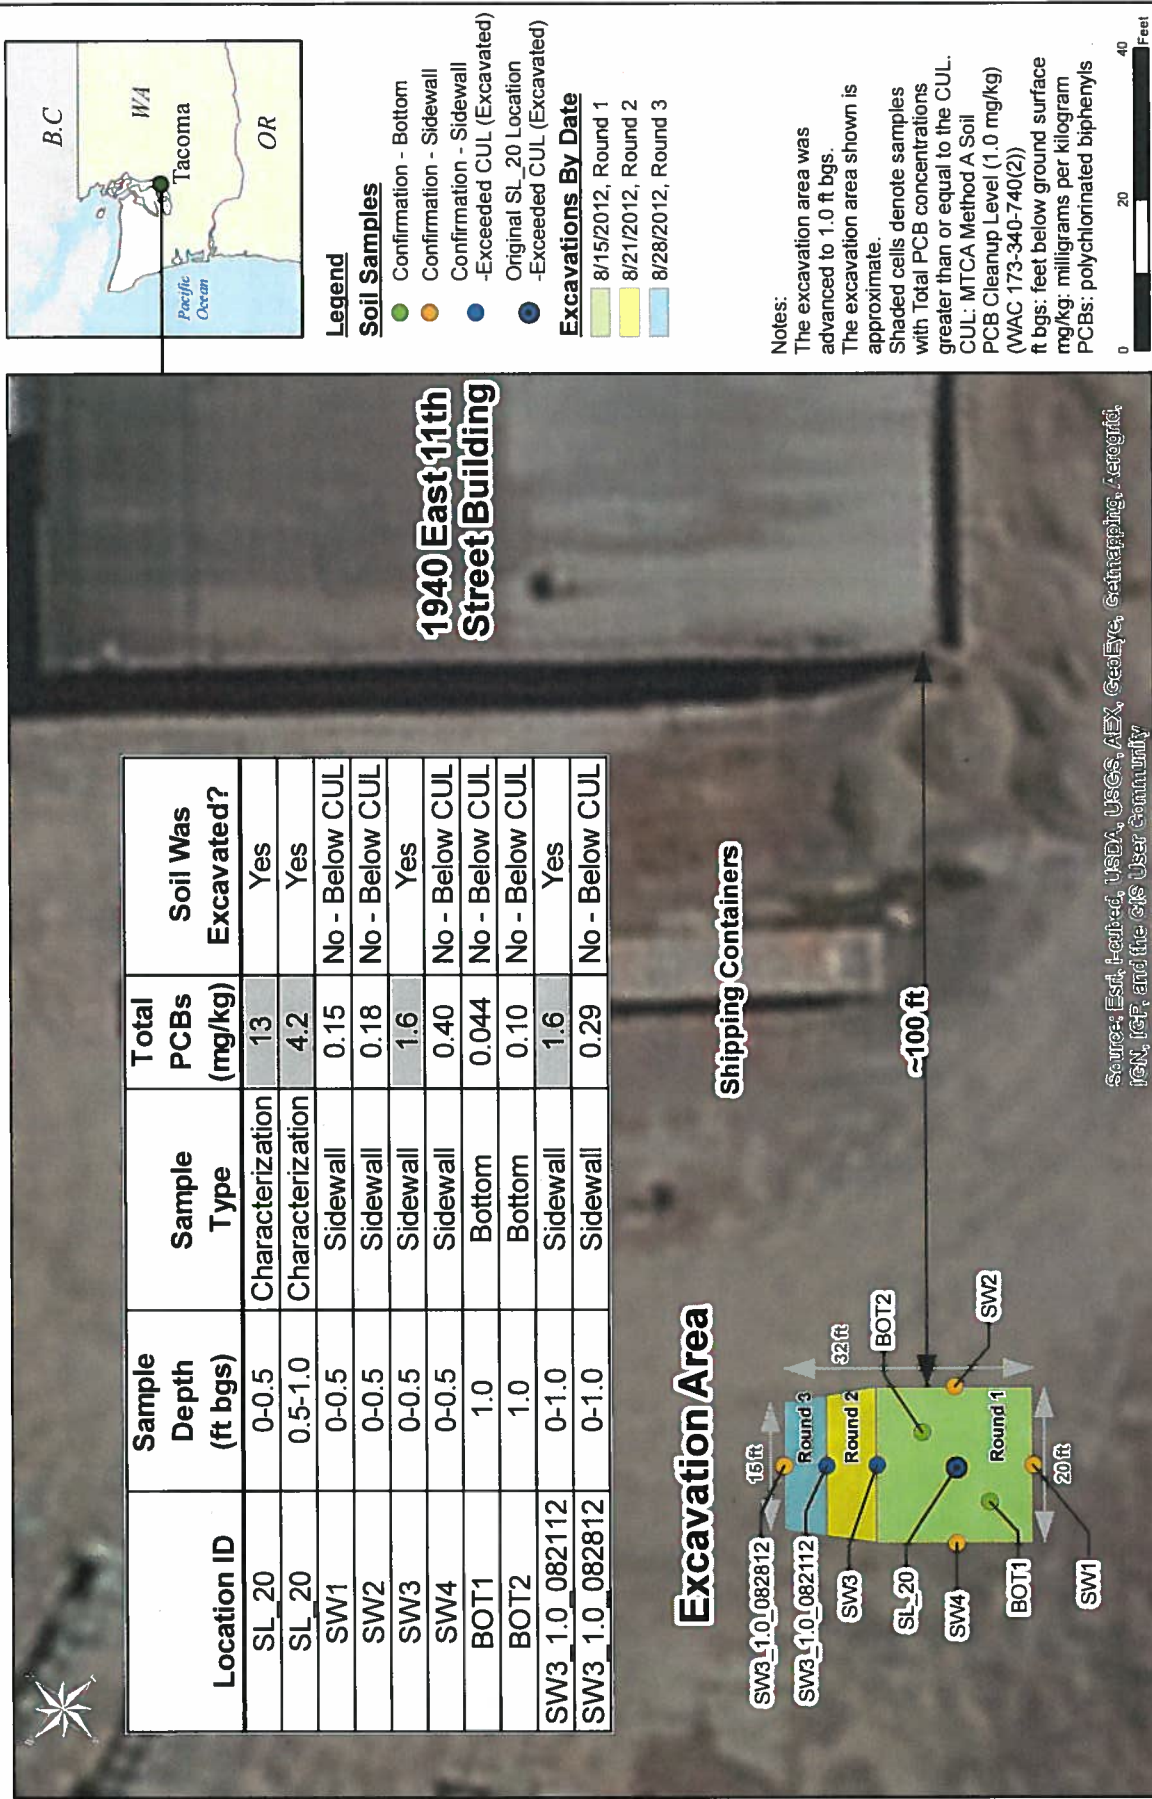 Location ID	Sample Depth (ft bgs)	Sample Type	Total PCBs (mg/kg)	Soil Was Excavated?
SL_20	0-0.5	Characterization	13	Yes
SL_20	0.5-1.0	Characterization	4.2	Yes
SW1	0-0.5	Sidewall	0.15	No - Below CUL
SW2	0-0.5	Sidewall	0.18	No - Below CUL
SW3	0-0.5	Sidewall	1.6	Yes
SW4	0-0.5	Sidewall	0.40	No - Below CUL
BOT1	1.0	Bottom	0.044	No - Below CUL
BOT2	1.0	Bottom	0.10	No - Below CUL
SW3_1.0_082112	0-1.0	Sidewall	1.6	Yes
SW3_1.0_082812	0-1.0	Sidewall	0.29	No - Below CUL
1940 East 11th
Street Building
Shipping Containers
~100 ft
Excavation Area
15 ft
32 ft
20 ft
Round 3
Round 2
Round 1
SW3_1.0_082812
SW3_1.0_082112
SW3
SL_20
SW4
BOT1
SW1
BOT2
SW2
Source: Esri, i-cubed, USDA, USGS, AEX, GeoEye, Getmapping, Aerogrid,
IGN, IGP, and the GIS User Community
B.C
WA
Tacoma
OR
Pacific
Ocean
Legend
Soil Samples
Confirmation - Bottom
Confirmation - Sidewall
Confirmation - Sidewall
-Exceeded CUL (Excavated)
Original SL_20 Location
-Exceeded CUL (Excavated)
Excavations By Date
8/15/2012, Round 1
8/21/2012, Round 2
8/28/2012, Round 3
Notes:
The excavation area was
advanced to 1.0 ft bgs.
The excavation area shown is
approximate.
Shaded cells denote samples
with Total PCB concentrations
greater than or equal to the CUL.
CUL: MTCA Method A Soil
PCB Cleanup Level (1.0 mg/kg)
(WAC 173-340-740(2))
ft bgs: feet below ground surface
mg/kg: milligrams per kilogram
PCBs: polychlorinated biphenyls
0 20 40
Feet